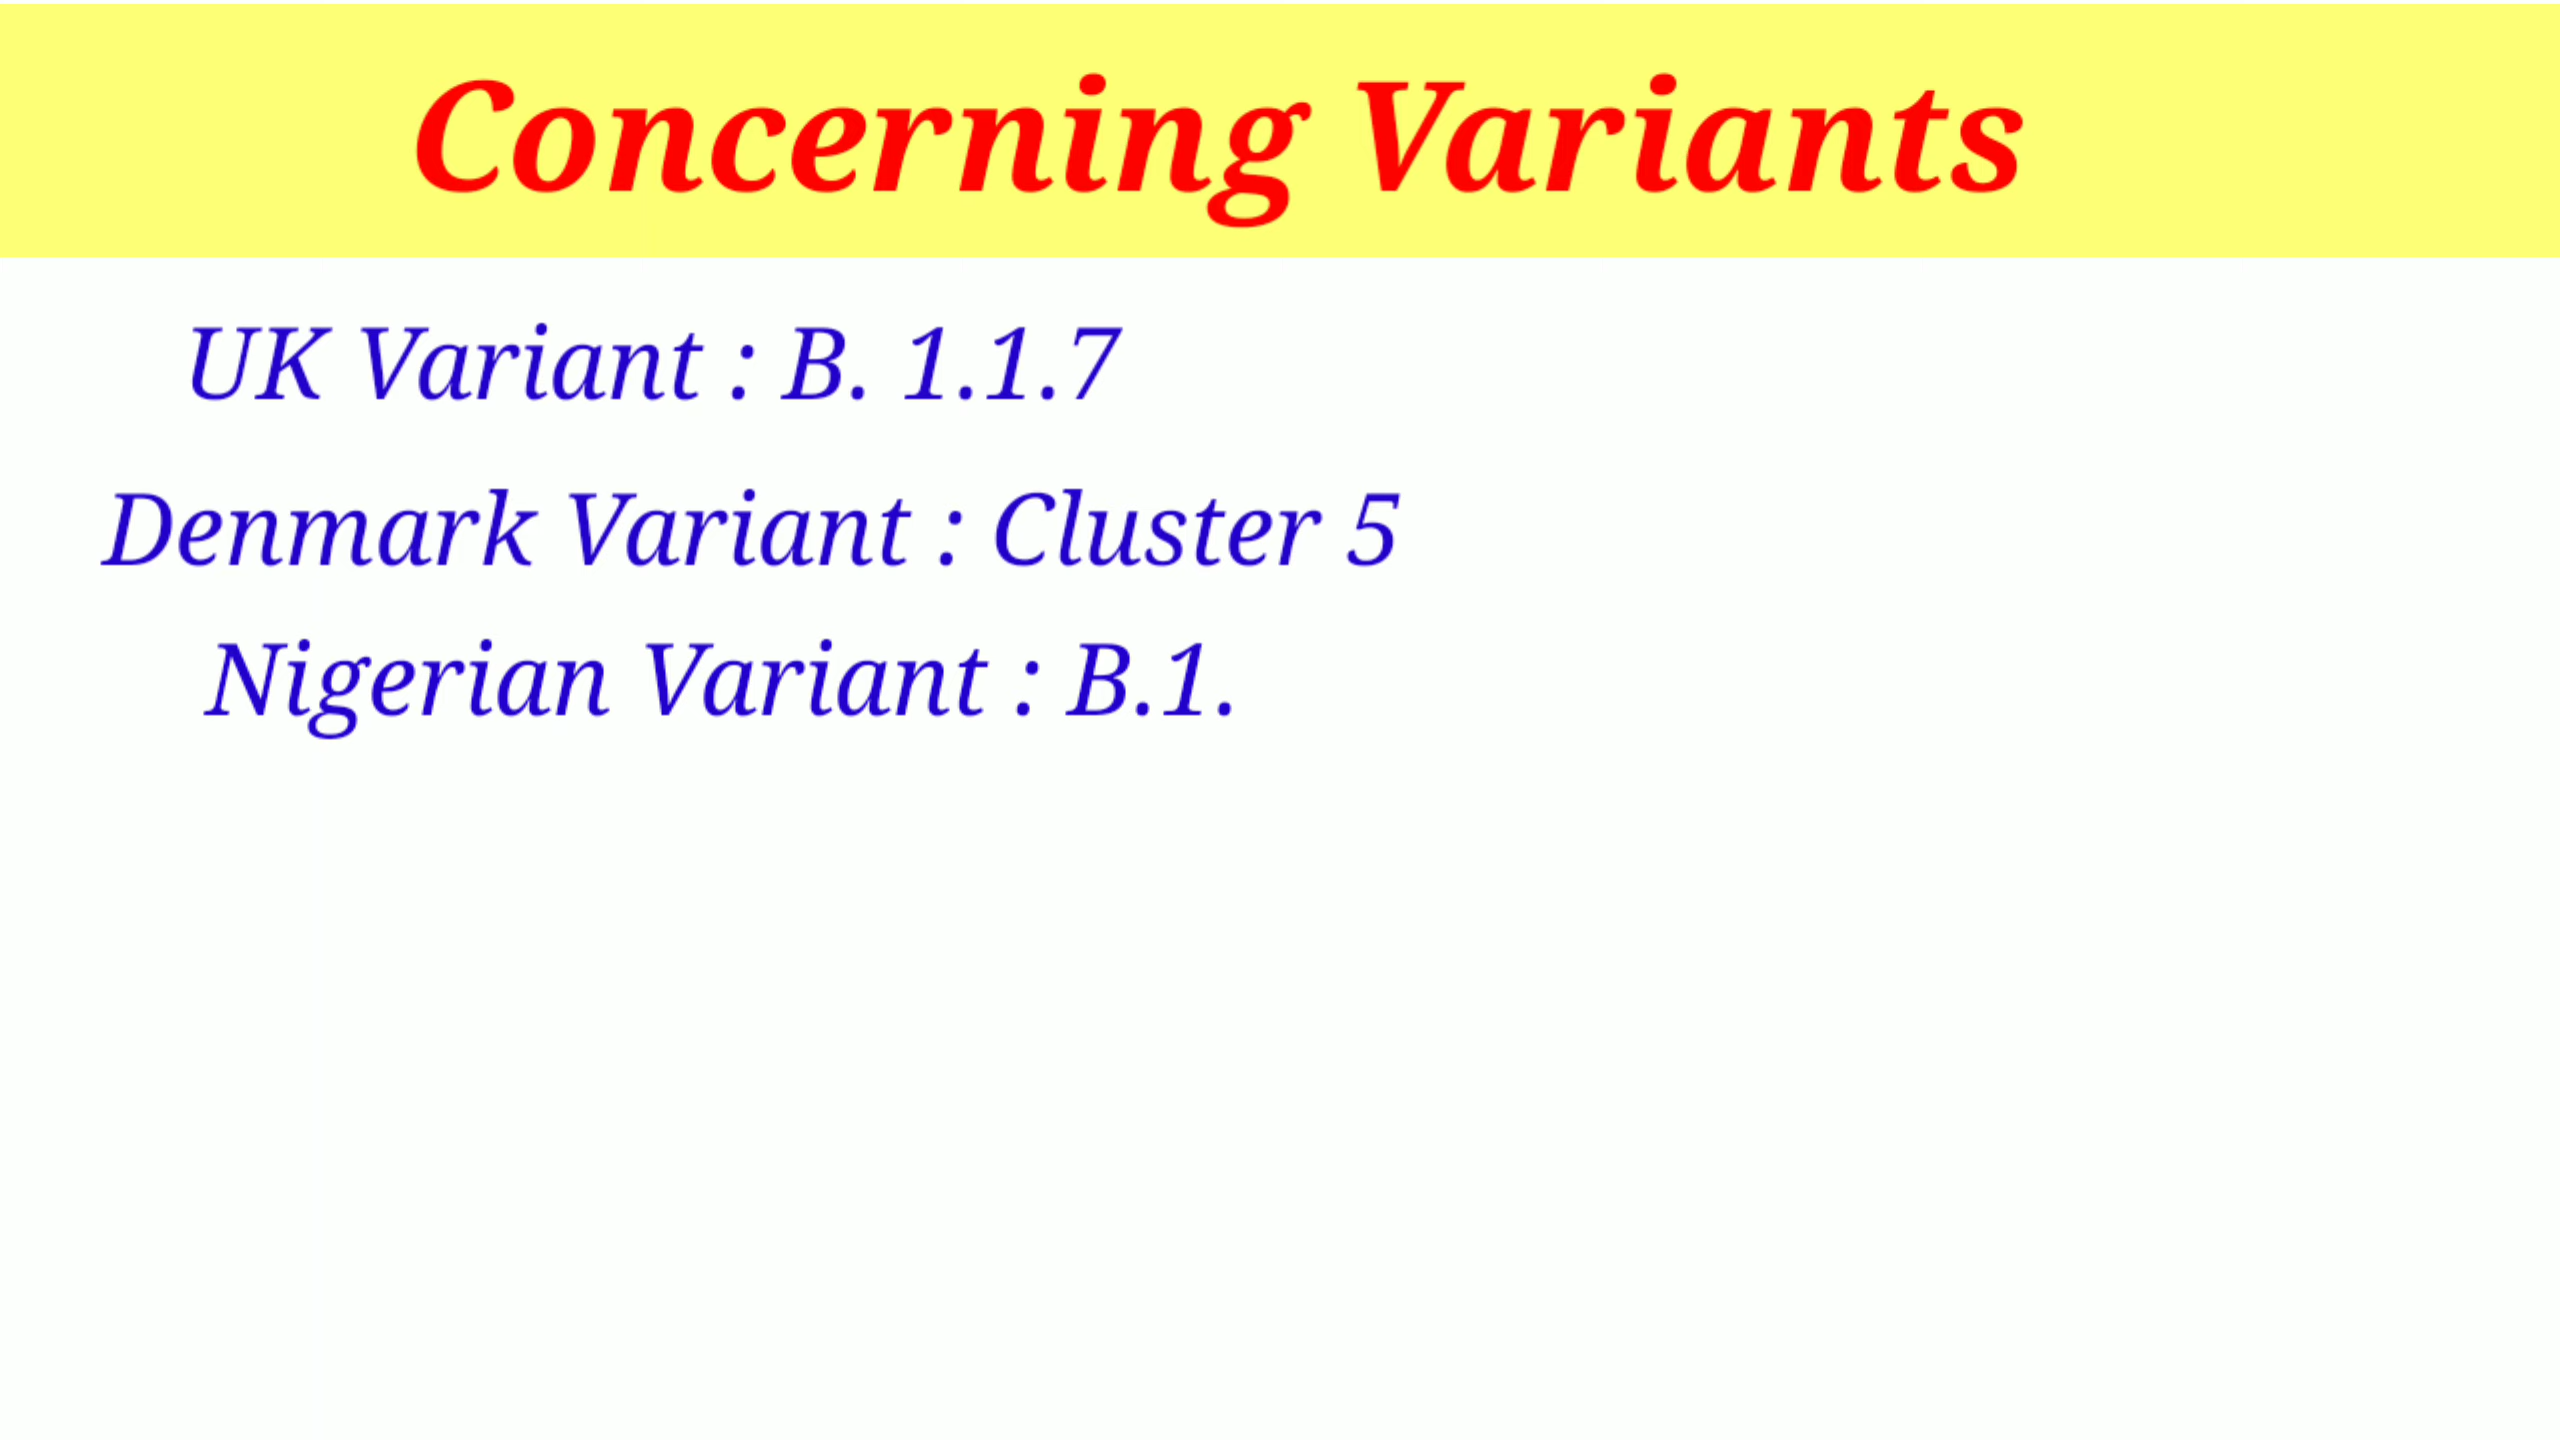 Concerning Variants
UK Variant : B. 1.1.7
Denmark Variant : Cluster 5
Nigerian Variant : B.1.